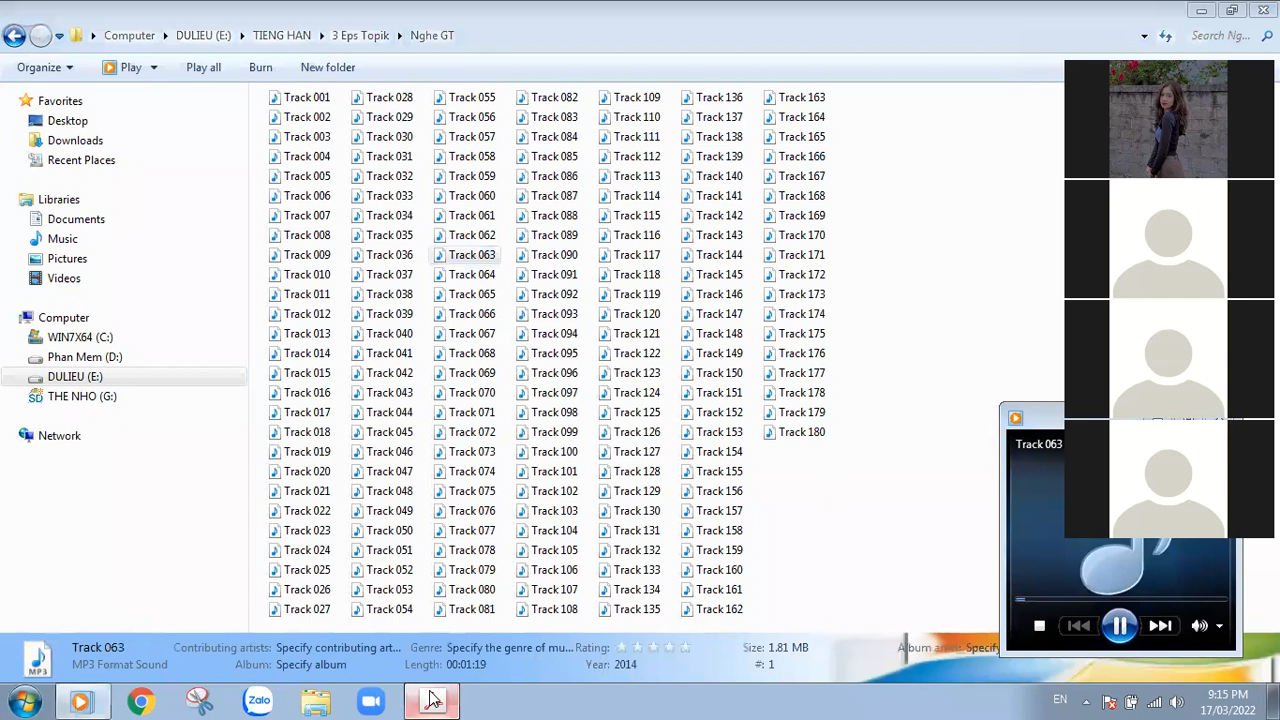 Computer DULIEU (E:) TIENG HAN 3 Eps Topik Nghe GT Search Ng...
Organize Play Play all Burn New folder
Favorites
Desktop
Downloads
Recent Places
Libraries
Documents
Music
Pictures
Videos
Computer
WIN7X64 (C:)
Phan Mem (D:)
DULIEU (E:)
THE NHO (G:)
Network
Track 001 Track 028 Track 055 Track 082 Track 109 Track 136 Track 163
Track 002 Track 029 Track 056 Track 083 Track 110 Track 137 Track 164
Track 003 Track 030 Track 057 Track 084 Track 111 Track 138 Track 165
Track 004 Track 031 Track 058 Track 085 Track 112 Track 139 Track 166
Track 005 Track 032 Track 059 Track 086 Track 113 Track 140 Track 167
Track 006 Track 033 Track 060 Track 087 Track 114 Track 141 Track 168
Track 007 Track 034 Track 061 Track 088 Track 115 Track 142 Track 169
Track 008 Track 035 Track 062 Track 089 Track 116 Track 143 Track 170
Track 009 Track 036 Track 063 Track 090 Track 117 Track 144 Track 171
Track 010 Track 037 Track 064 Track 091 Track 118 Track 145 Track 172
Track 011 Track 038 Track 065 Track 092 Track 119 Track 146 Track 173
Track 012 Track 039 Track 066 Track 093 Track 120 Track 147 Track 174
Track 013 Track 040 Track 067 Track 094 Track 121 Track 148 Track 175
Track 014 Track 041 Track 068 Track 095 Track 122 Track 149 Track 176
Track 015 Track 042 Track 069 Track 096 Track 123 Track 150 Track 177
Track 016 Track 043 Track 070 Track 097 Track 124 Track 151 Track 178
Track 017 Track 044 Track 071 Track 098 Track 125 Track 152 Track 179
Track 018 Track 045 Track 072 Track 099 Track 126 Track 153 Track 180
Track 019 Track 046 Track 073 Track 100 Track 127 Track 154
Track 020 Track 047 Track 074 Track 101 Track 128 Track 155
Track 021 Track 048 Track 075 Track 102 Track 129 Track 156
Track 022 Track 049 Track 076 Track 103 Track 130 Track 157
Track 023 Track 050 Track 077 Track 104 Track 131 Track 158
Track 024 Track 051 Track 078 Track 105 Track 132 Track 159
Track 025 Track 052 Track 079 Track 106 Track 133 Track 160
Track 026 Track 053 Track 080 Track 107 Track 134 Track 161
Track 027 Track 054 Track 081 Track 108 Track 135 Track 162
Track 063
Track 063 Contributing artists: Specify contributing art... Genre: Specify the genre of mu... Rating: Size: 1.81 MB Album artist: Specify
MP3 Format Sound Album: Specify album Length: 00:01:19 Year: 2014 #: 1
MP3
Zalo
EN
9:15 PM
17/03/2022